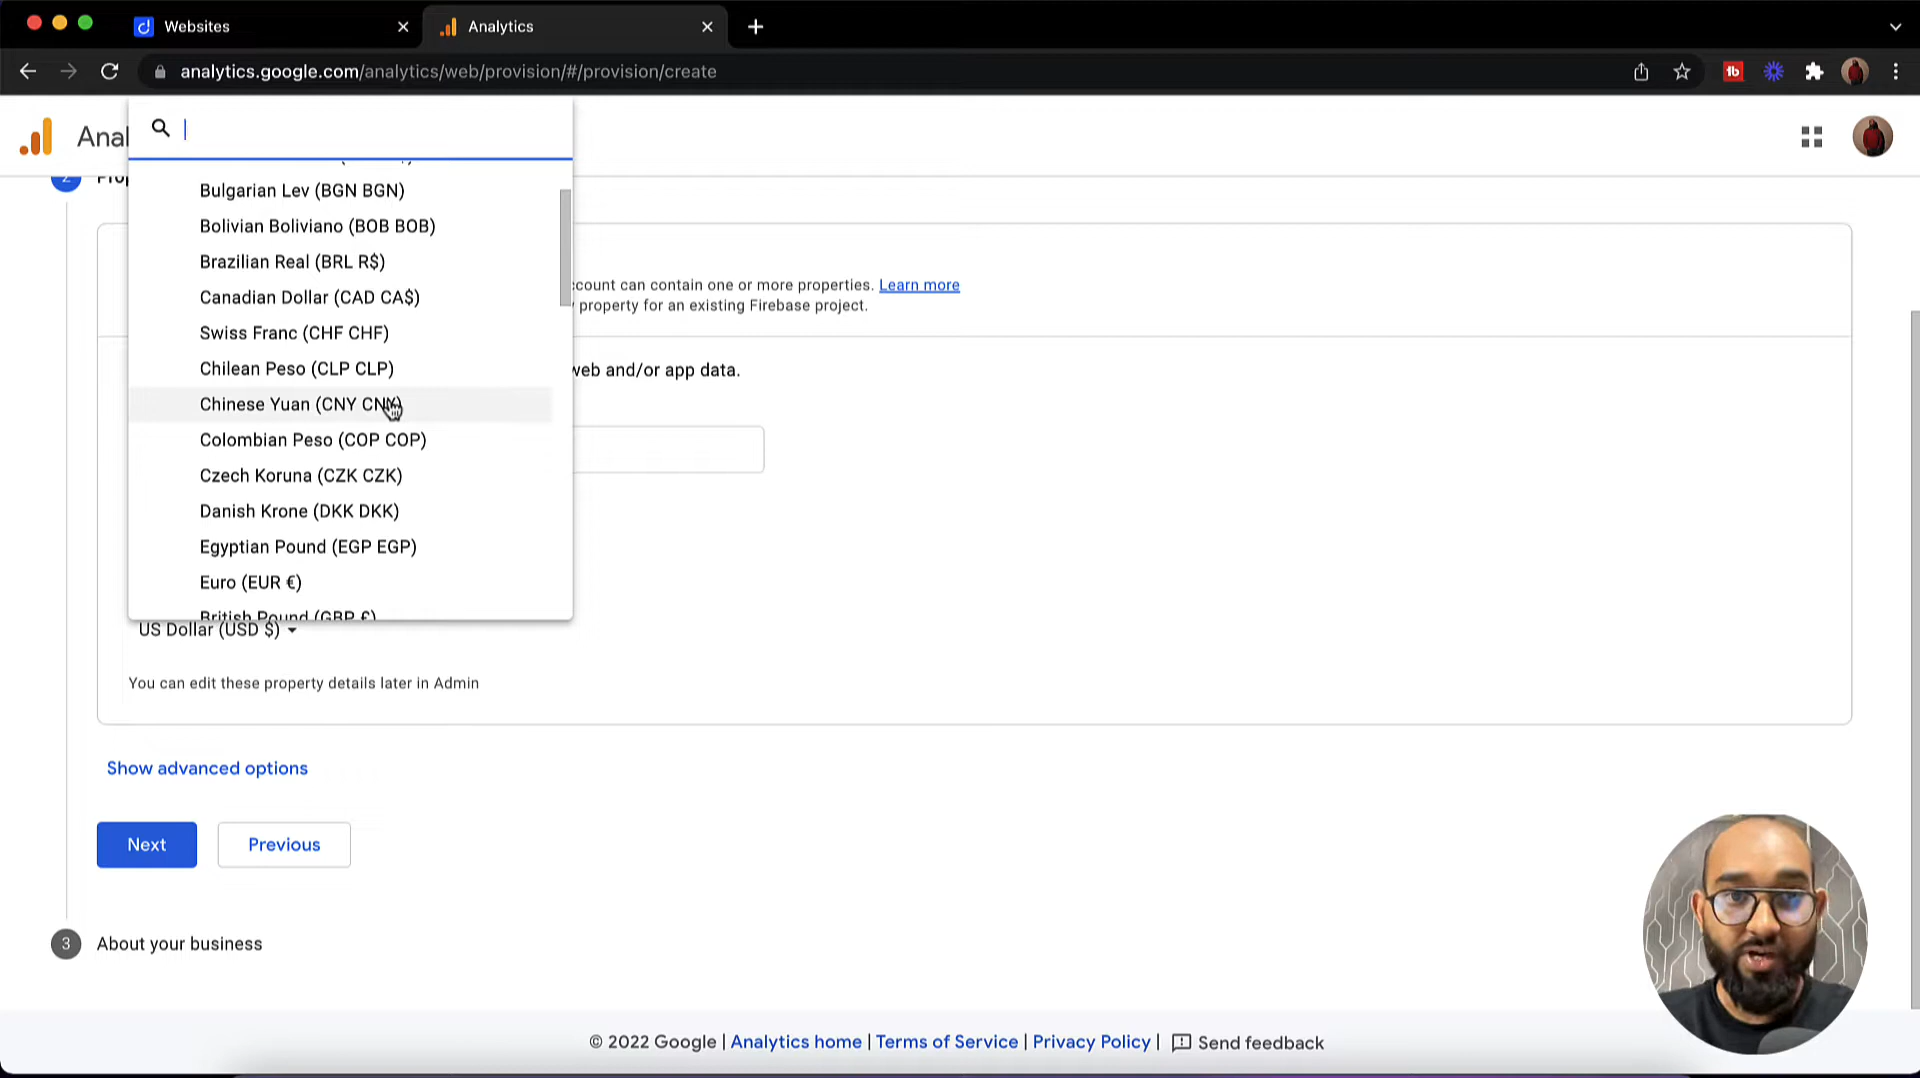 Websites
Analytics
analytics.google.com/analytics/web/provision/#/provision/create
Bulgarian Lev (BGN BGN)
Bolivian Boliviano (BOB BOB)
Brazilian Real (BRL R$)
Canadian Dollar (CAD CA$)
Swiss Franc (CHF CHF)
Chilean Peso (CLP CLP)
Chinese Yuan (CNY CNY)
Colombian Peso (COP COP)
Czech Koruna (CZK CZK)
Danish Krone (DKK DKK)
Egyptian Pound (EGP EGP)
Euro (EUR €)
British Pound (GBP £)
count can contain one or more properties. Learn more
property for an existing Firebase project.
web and/or app data.
US Dollar (USD $)
You can edit these property details later in Admin
Show advanced options
Next
Previous
3
About your business
© 2022 Google | Analytics home | Terms of Service | Privacy Policy | Send feedback